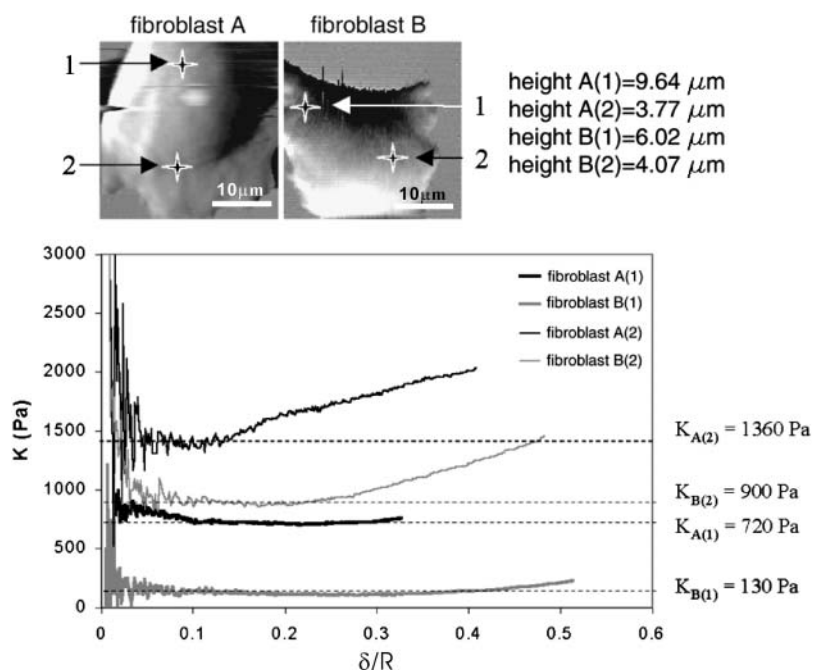 fibroblast A
fibroblast B
1
2
10μm
10μm
1
2
height A(1)=9.64 μm
height A(2)=3.77 μm
height B(1)=6.02 μm
height B(2)=4.07 μm
3000
2500
2000
1500
1000
500
0
K (Pa)
fibroblast A(1)
fibroblast B(1)
fibroblast A(2)
fibroblast B(2)
K_A(2) = 1360 Pa
K_B(2) = 900 Pa
K_A(1) = 720 Pa
K_B(1) = 130 Pa
0 0.1 0.2 0.3 0.4 0.5 0.6
δ/R